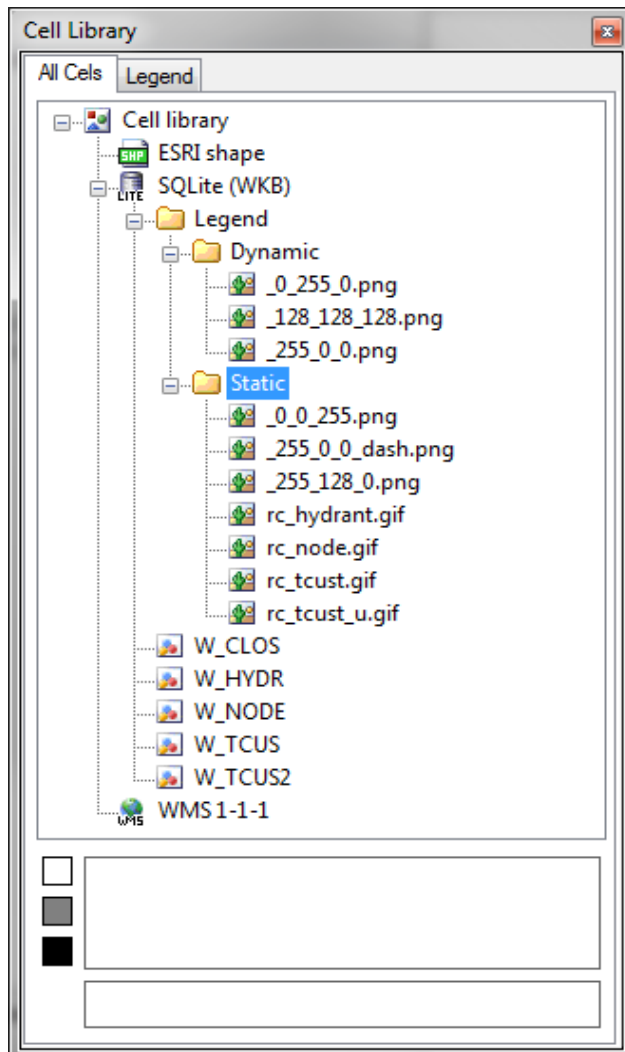 Cell Library
All Cels Legend
Cell library
SHP ESRI shape
LITE SQLite (WKB)
Legend
Dynamic
_0_255_0.png
_128_128_128.png
_255_0_0.png
Static
_0_0_255.png
_255_0_0_dash.png
_255_128_0.png
rc_hydrant.gif
rc_node.gif
rc_tcust.gif
rc_tcust_u.gif
W_CLOS
W_HYDR
W_NODE
W_TCUS
W_TCUS2
WMS WMS 1-1-1